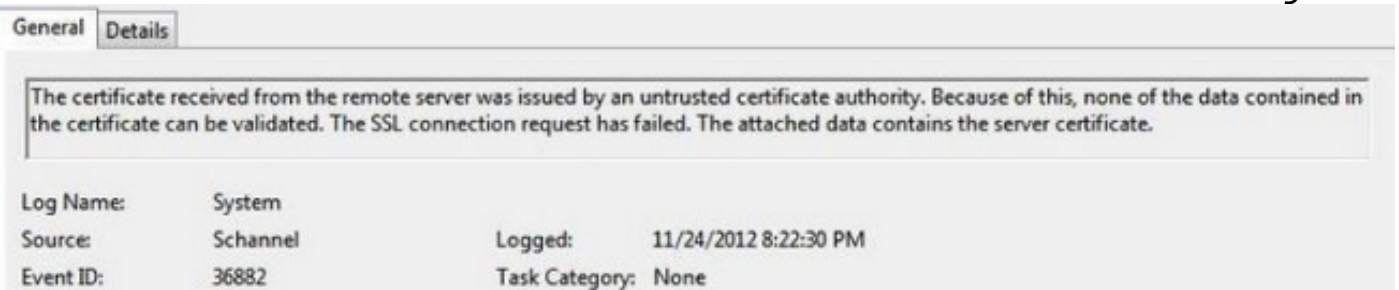 General Details
The certificate received from the remote server was issued by an untrusted certificate authority. Because of this, none of the data contained in
the certificate can be validated. The SSL connection request has failed. The attached data contains the server certificate.
Log Name: System
Source: Schannel Logged: 11/24/2012 8:22:30 PM
Event ID: 36882 Task Category: None